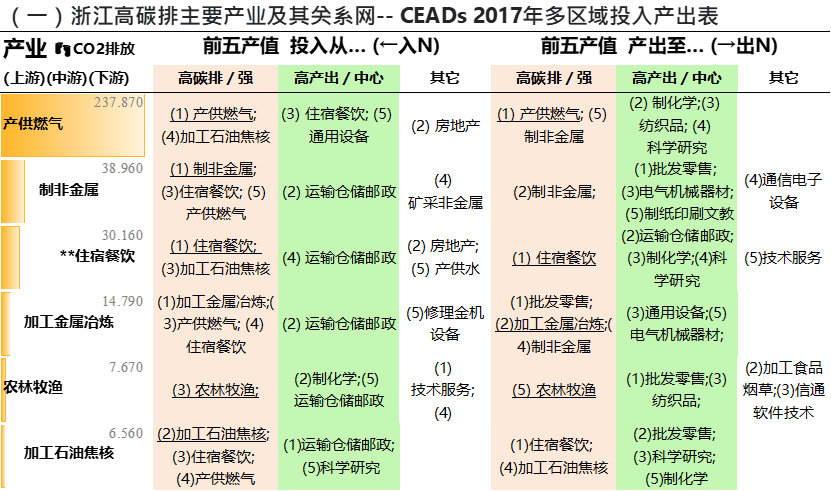 （一）浙江高碳排主要产业及其关系网-- CEADs 2017年多区域投入产出表
产业 CO2排放 前五产值 投入从... (←入N) 前五产值 产出至... (→出N)
(上游)(中游)(下游) 高碳排 / 强 高产出 / 中心 其它 高碳排 / 强 高产出 / 中心 其它
237.870
产供燃气
(1) 产供燃气;
(4)加工石油焦核
(3) 住宿餐饮; (5)
通用设备
(2) 房地产
(1) 产供燃气; (5)
制非金属
(2) 制化学;(3)
纺织品; (4)
科学研究
38.960
制非金属
(1) 制非金属;
(3)住宿餐饮; (5)
产供燃气
(2) 运输仓储邮政
(4)
矿采非金属
(2)制非金属;
(1)批发零售;
(3)电气机械器材;
(5)制纸印刷文教
(4)通信电子
设备
30.160
**住宿餐饮
(1) 住宿餐饮;
(3)加工石油焦核
(4) 运输仓储邮政
(2) 房地产;
(5) 产供水
(1) 住宿餐饮
(2)运输仓储邮政;
(3)制化学;(4)科
学研究
(5)技术服务
14.790
加工金属冶炼
(1)加工金属冶炼;(
3)产供燃气; (4)
住宿餐饮
(2) 运输仓储邮政
(5)修理金机
设备
(1)批发零售;
(2)加工金属冶炼;(
4)制非金属
(3)通用设备;(5)
电气机械器材;
7.670
农林牧渔
(3) 农林牧渔;
(2)制化学;(5)
运输仓储邮政
(1)
技术服务;
(4)
(5) 农林牧渔
(1)批发零售;(3)
纺织品;
(2)加工食品
烟草;(3)信通
软件技术
6.560
加工石油焦核
(2)加工石油焦核;
(3)住宿餐饮;
(4)产供燃气
(1)运输仓储邮政;
(5)科学研究
(1)住宿餐饮;
(4)加工石油焦核
(2)批发零售;
(3)科学研究;
(5)制化学